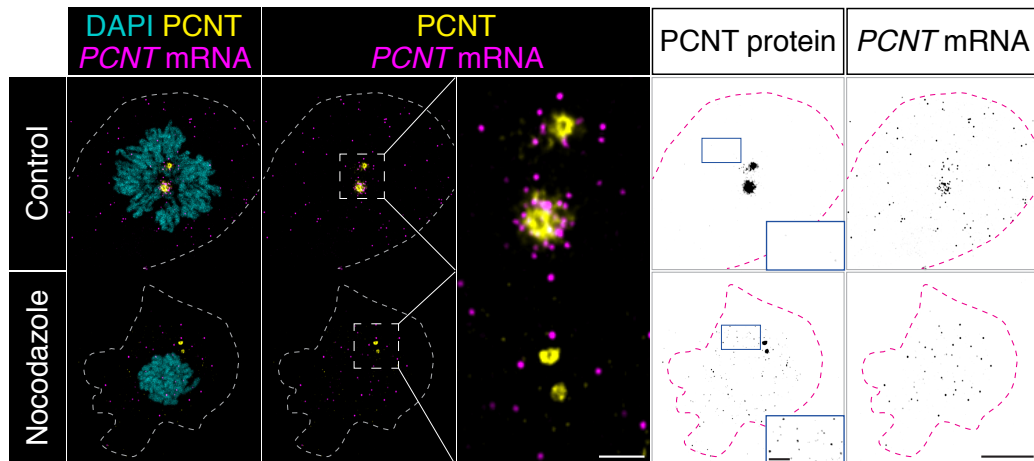 DAPI PCNT
PCNT mRNA
PCNT
PCNT mRNA
PCNT protein
PCNT mRNA
Control
Nocodazole